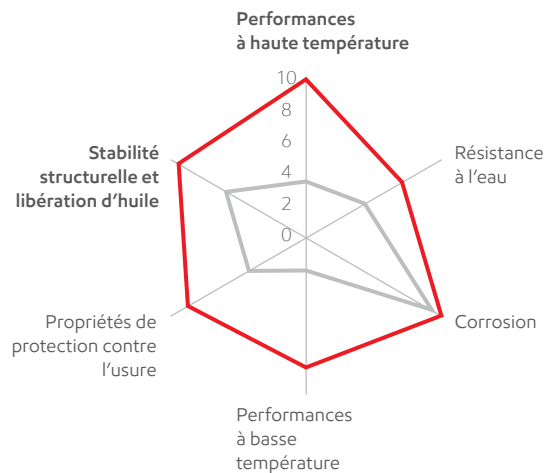 Performances
à haute température
10
8
6
4
2
0
Stabilité
structurelle et
libération d’huile
Résistance
à l’eau
Propriétés de
protection contre
l’usure
Corrosion
Performances
à basse
température